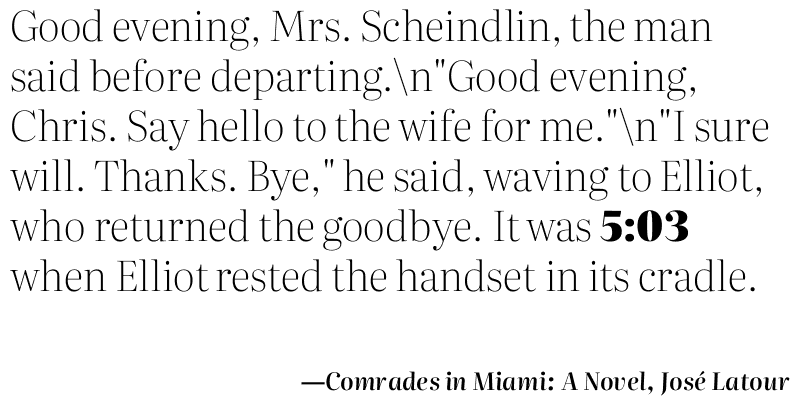 Good evening, Mrs. Scheindlin, the man
said before departing.\n"Good evening,
Chris. Say hello to the wife for me."\n"I sure
will. Thanks. Bye," he said, waving to Elliot,
who returned the goodbye. It was 5:03
when Elliot rested the handset in its cradle.
—Comrades in Miami: A Novel, José Latour